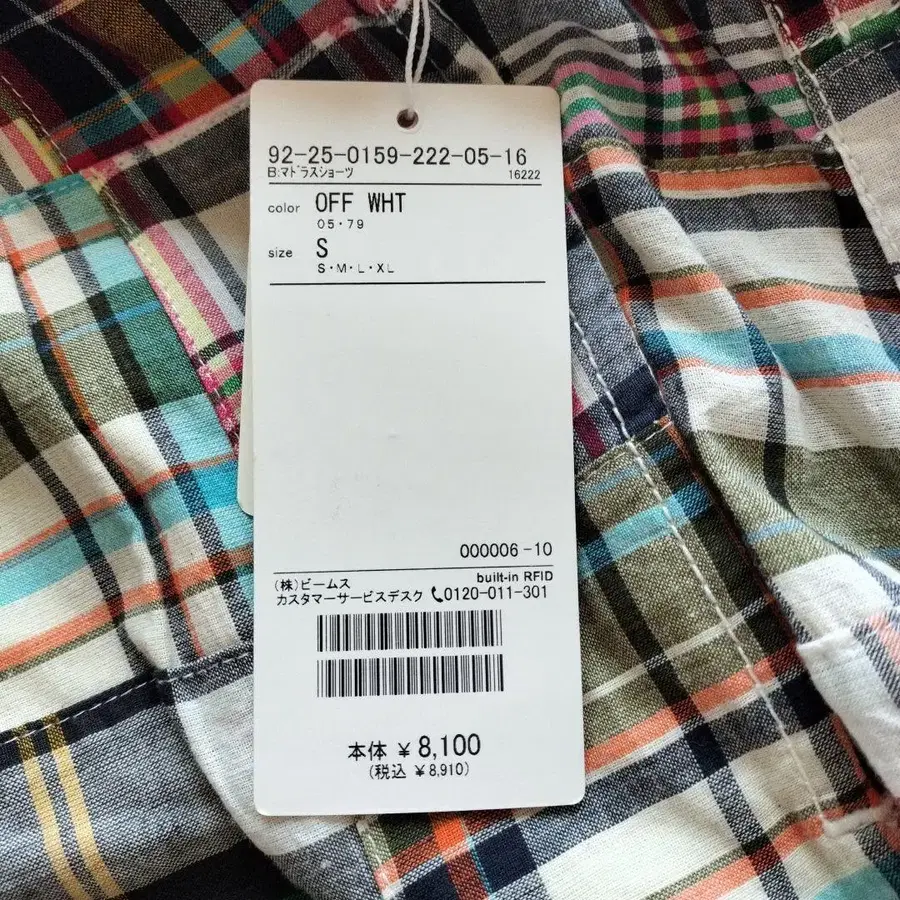 92-25-0159-222-05-16
B:マドラスショーツ 16222
color OFF WHT
05・79
size S
S・M・L・XL
000006-10
built-in RFID
(株)ビームス
カスタマーサービスデスク 📞0120-011-301
本体 ¥8,100
(税込 ¥8,910)